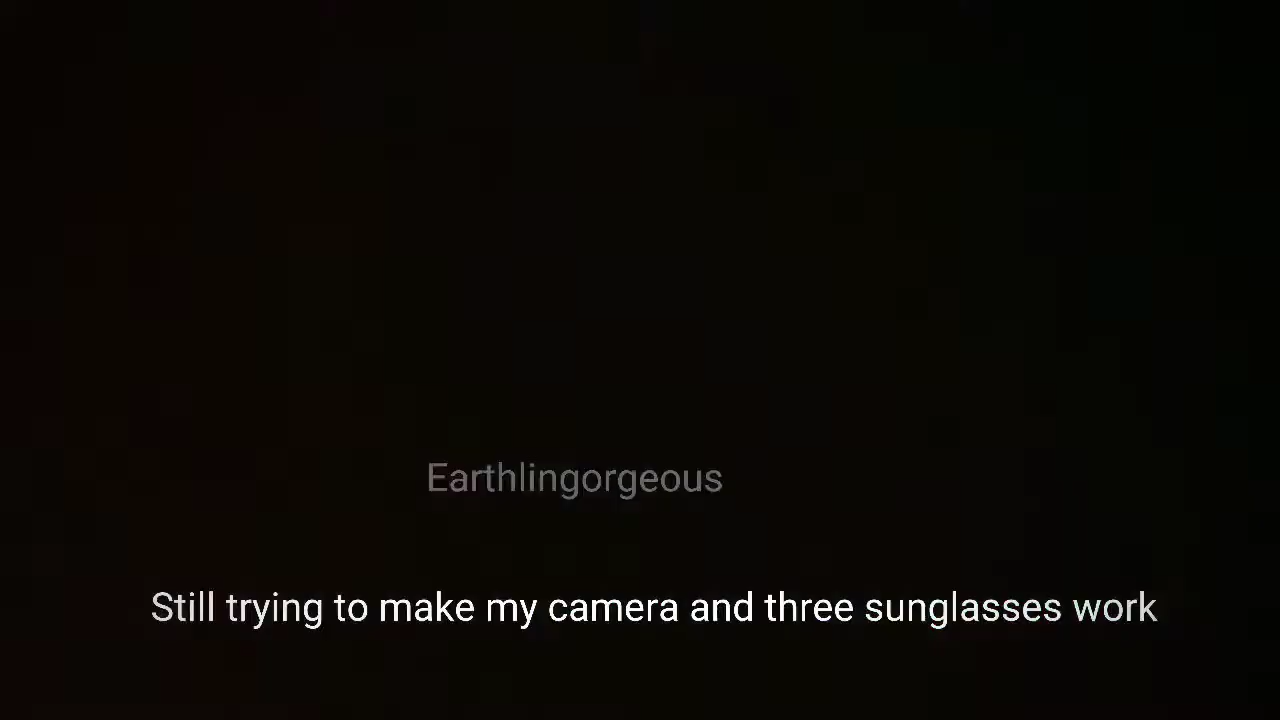 Earthlingorgeous
Still trying to make my camera and three sunglasses work